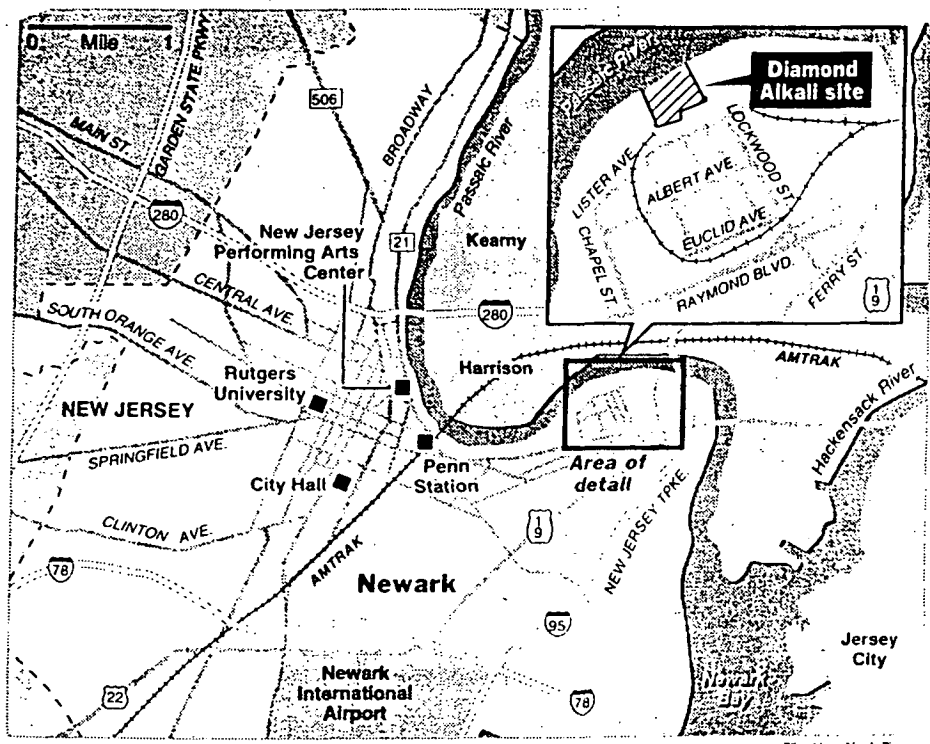 0 Mile 1
MAIN ST.
GARDEN STATE PKWY.
506
BROADWAY
Passaic River
280
New Jersey
Performing Arts
Center
21
Kearny
CENTRAL AVE.
280
SOUTH ORANGE AVE.
Harrison
AMTRAK
Rutgers
University
NEW JERSEY
SPRINGFIELD AVE.
City Hall
Penn
Station
Area of
detail
Hackensack River
CLINTON AVE.
AMTRAK
1
9
NEW JERSEY TPKE.
78
Newark
95
Jersey
City
22
Newark
International
Airport
78
Newark
Bay
Passaic River
Diamond
Alkali site
LISTER AVE.
ALBERT AVE.
LOCKWOOD ST.
EUCLID AVE.
CHAPEL ST.
RAYMOND BLVD.
FERRY ST.
1
9